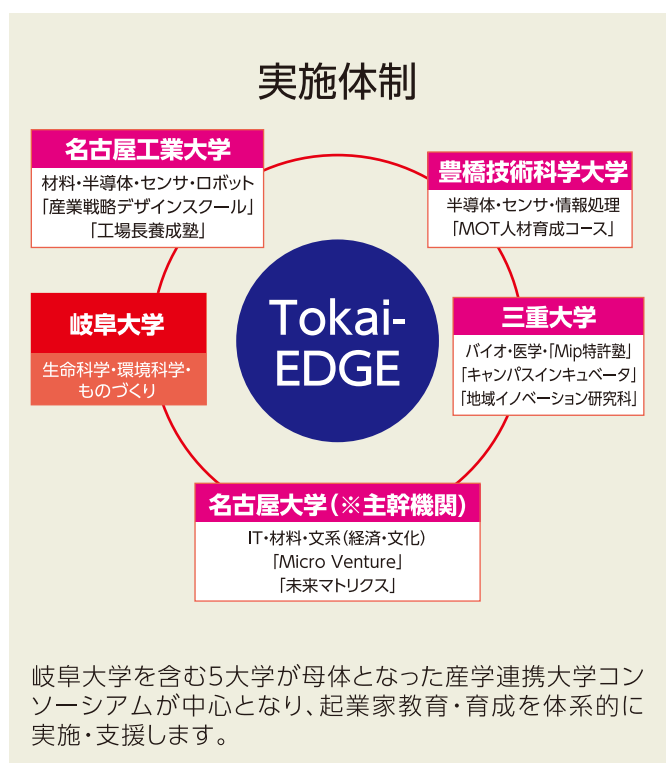 実施体制
名古屋工業大学
材料・半導体・センサ・ロボット
「産業戦略デザインスクール」
「工場長養成塾」
豊橋技術科学大学
半導体・センサ・情報処理
「MOT人材育成コース」
岐阜大学
生命科学・環境科学・
ものづくり
Tokai-
EDGE
三重大学
バイオ・医学・「Mip特許塾」
「キャンパスインキュベータ」
「地域イノベーション研究科」
名古屋大学(※主幹機関)
IT・材料・文系(経済・文化)
「Micro Venture」
「未来マトリクス」
岐阜大学を含む5大学が母体となった産学連携大学コン
ソーシアムが中心となり、起業家教育・育成を体系的に
実施・支援します。